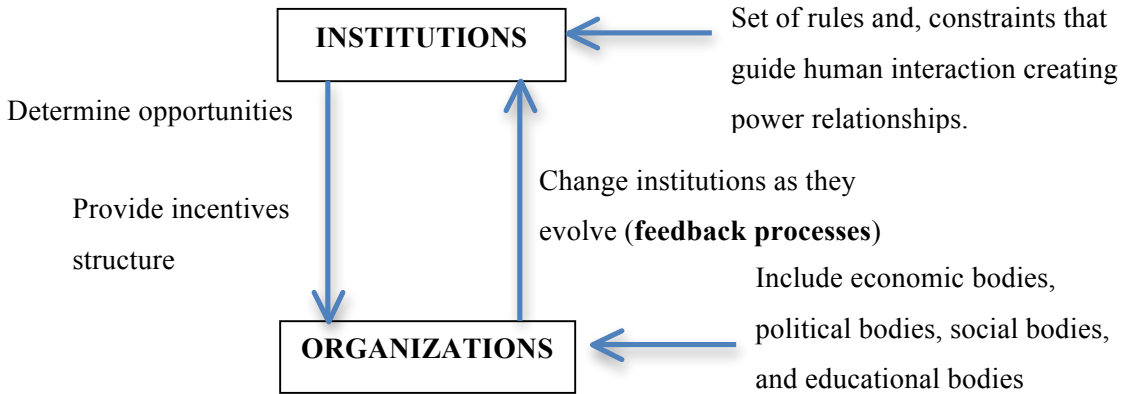 INSTITUTIONS
Set of rules and, constraints that
guide human interaction creating
power relationships.
Determine opportunities
Provide incentives
structure
Change institutions as they
evolve (feedback processes)
ORGANIZATIONS
Include economic bodies,
political bodies, social bodies,
and educational bodies